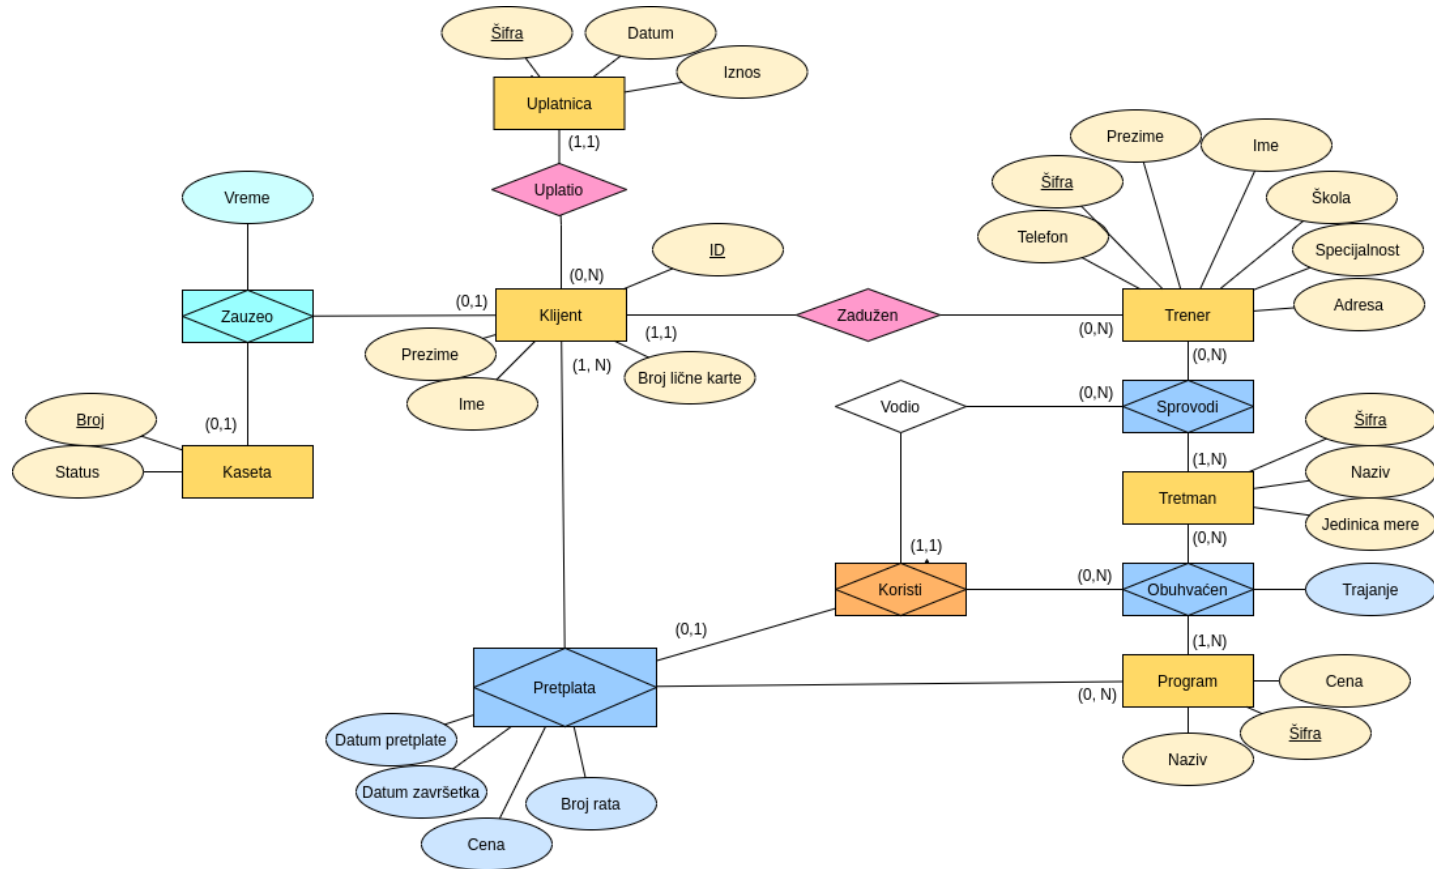 Šifra
Datum
Iznos
Uplatnica
(1,1)
Uplatio
Vreme
Prezime
Ime
Šifra
Škola
Telefon
Specijalnost
ID
(0,N)
(0,1)
Zauzeo
Klijent
Zadužen
Trener
Adresa
(1,1)
(0,N)
(0,N)
Prezime
(1, N)
Broj lične karte
Ime
Vodio
(0,N)
Sprovodi
Broj
(0,1)
Šifra
(1,N)
Status
Kaseta
Tretman
Naziv
Jedinica mere
(0,N)
(1,1)
Koristi
(0,N)
Obuhvaćen
Trajanje
(0,1)
(1,N)
Pretplata
Program
Cena
(0, N)
Datum pretplate
Šifra
Naziv
Datum završetka
Broj rata
Cena